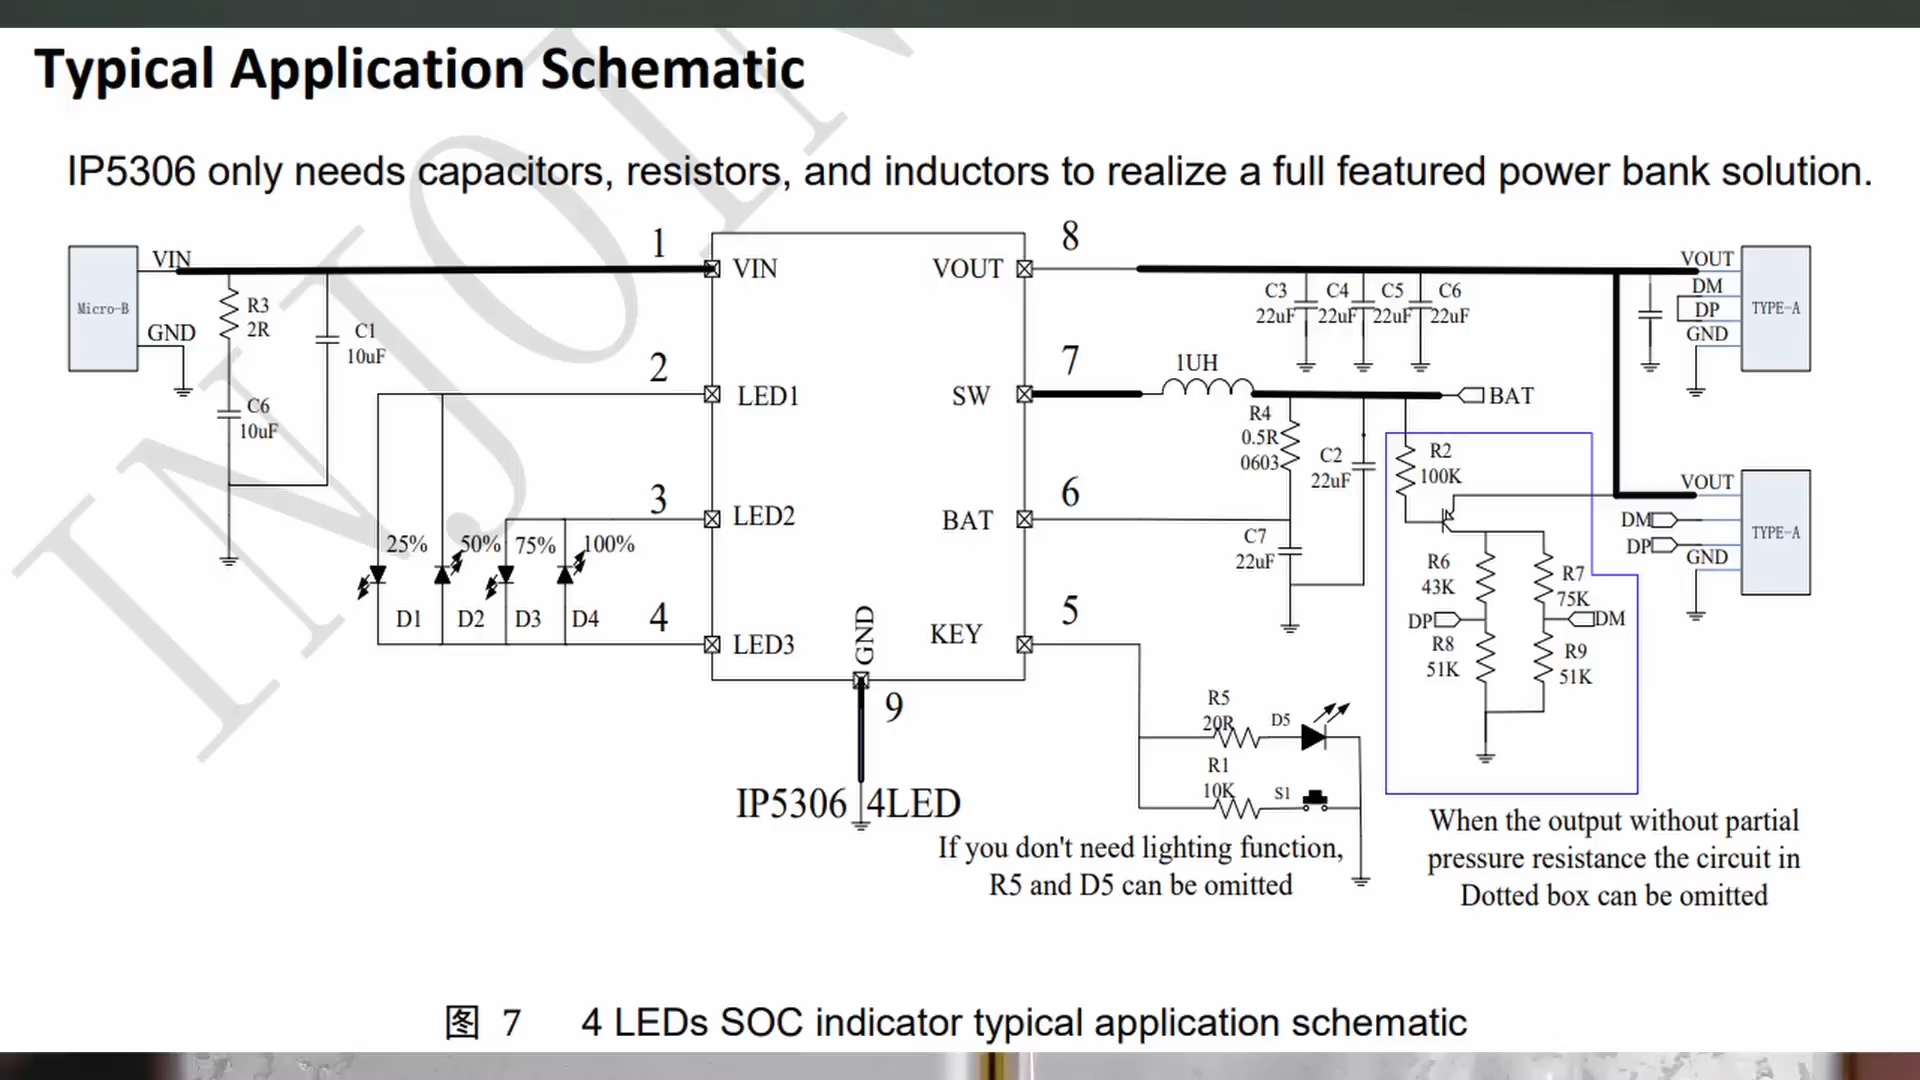 Typical Application Schematic
IP5306 only needs capacitors, resistors, and inductors to realize a full featured power bank solution.
INJOIN
Micro-B
VIN
GND
R3
2R
C1
10uF
C6
10uF
1
2
3
4
VIN
LED1
LED2
LED3
GND
VOUT
SW
BAT
KEY
8
7
6
5
9
25%
50%
75%
100%
D1
D2
D3
D4
IP5306 4LED
C3
22uF
C4
22uF
C5
22uF
C6
22uF
1UH
BAT
R4
0.5R
0603
C2
22uF
C7
22uF
R2
100K
R6
43K
R7
75K
DP
DM
R8
51K
R9
51K
VOUT
DM
DP
GND
TYPE-A
VOUT
DM
DP
GND
TYPE-A
R5
20R
D5
R1
10K
S1
If you don't need lighting function,
R5 and D5 can be omitted
When the output without partial
pressure resistance the circuit in
Dotted box can be omitted
图 7 4 LEDs SOC indicator typical application schematic